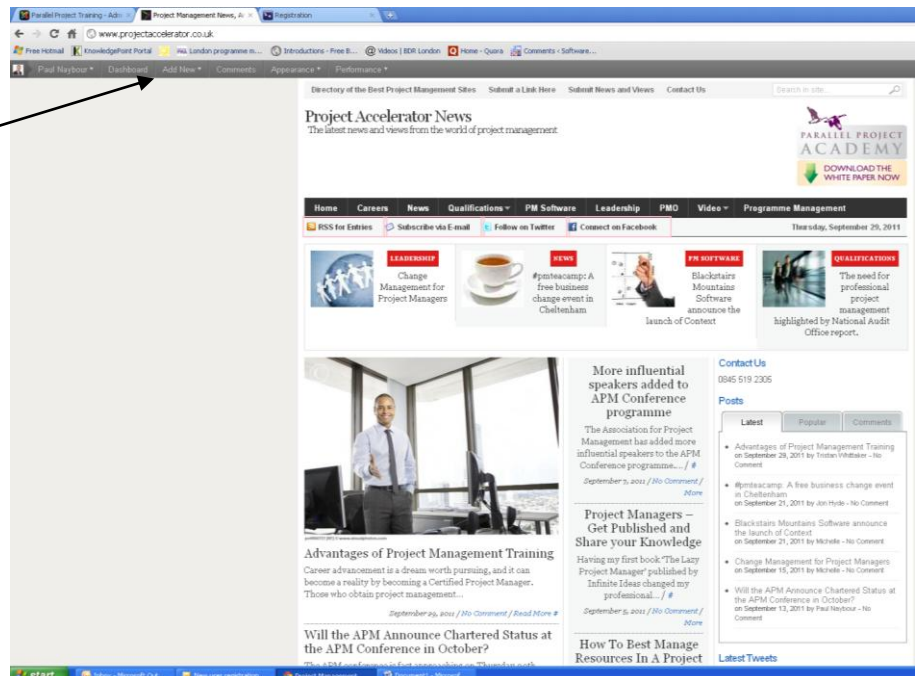 Parallel Project Training - Adm
Project Management News, A
Registration
www.projectaccelerator.co.uk
Free Hotmail KnowledgePoint Portal London programme m... Introductions - Free B... Videos | BDR London Home - Quora Comments < Software...
Paul Naybour Dashboard Add New Comments Appearance Performance
Directory of the Best Project Mangement Sites Submit a Link Here Submit News and Views Contact Us
Search in site...
Project Accelerator News
The latest news and views from the world of project management
PARALLEL PROJECT
ACADEMY
DOWNLOAD THE
WHITE PAPER NOW
Home Careers News Qualifications PM Software Leadership PMO Video Programme Management
RSS for Entries Subscribe via E-mail Follow on Twitter Connect on Facebook Thursday, September 29, 2011
LEADERSHIP
Change
Management for
Project Managers
NEWS
#pmteacamp: A
free business
change event in
Cheltenham
PM SOFTWARE
Blackstairs
Mountains
Software
announce the
launch of Context
QUALIFICATIONS
The need for
professional
project
management
highlighted by National Audit
Office report.
Advantages of Project Management Training
Career advancement is a dream worth pursuing, and it can
become a reality by becoming a Certified Project Manager.
Those who obtain project management...
September 29, 2011 / No Comment / Read More #
Will the APM Announce Chartered Status at
the APM Conference in October?
More influential
speakers added to
APM Conference
programme
The Association for Project
Management has added more
influential speakers to the APM
Conference programme.... / #
September 7, 2011 / No Comment /
More
Project Managers –
Get Published and
Share your Knowledge
Having my first book 'The Lazy
Project Manager' published by
Infinite Ideas changed my
professional... / #
September 5, 2011 / No Comment /
More
How To Best Manage
Resources In A Project
Contact Us
0845 519 2305
Posts
Latest Popular Comments
Advantages of Project Management Training
on September 29, 2011 by Tristan Whittaker - No
Comment
#pmteacamp: A free business change event
in Cheltenham
on September 21, 2011 by Jon Hyde - No Comment
Blackstairs Mountains Software announce
the launch of Context
on September 21, 2011 by Michelle - No Comment
Change Management for Project Managers
on September 15, 2011 by Michelle - No Comment
Will the APM Announce Chartered Status at
the APM Conference in October?
on September 13, 2011 by Paul Naybour - No
Comment
Latest Tweets
start Inbox - Microsoft Out... New user registration Project Management Document1 - Microsof...